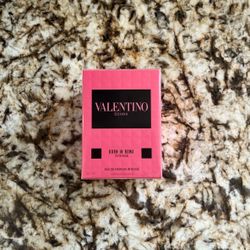 VALENTINO
DONNA
BORN IN ROMA
INTENSE